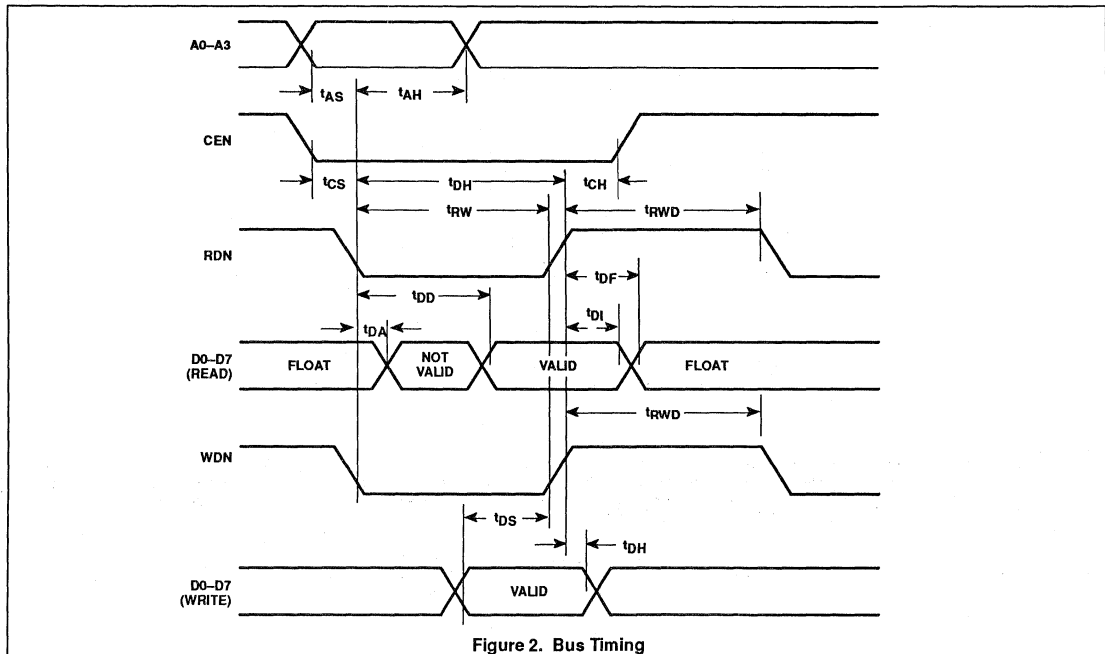 A0–A3
tAS
tAH
CEN
tCS
tDH
tCH
tRW
tRWD
RDN
tDF
tDD
tDI
tDA
D0–D7
(READ)
FLOAT
NOT
VALID
VALID
FLOAT
tRWD
WDN
tDS
tDH
D0–D7
(WRITE)
VALID
Figure 2. Bus Timing